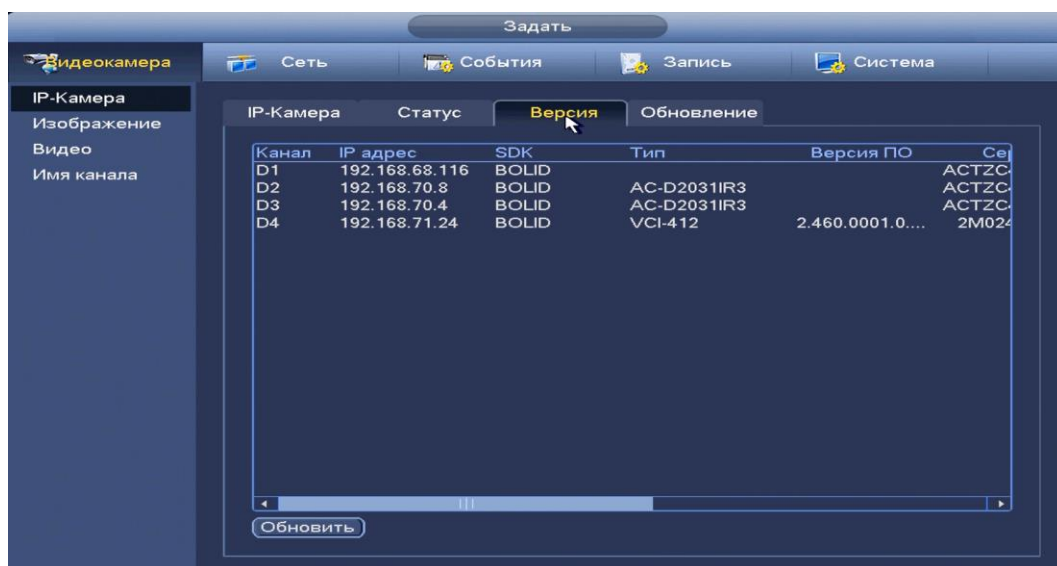 Задать
Видеокамера Сеть События Запись Система
IP-Камера
Изображение
Видео
Имя канала
IP-Камера Статус Версия Обновление
Канал IP адрес SDK Тип Версия ПО
D1 192.168.68.116 BOLID ACTZC
D2 192.168.70.8 BOLID AC-D2031IR3 ACTZC
D3 192.168.70.4 BOLID AC-D2031IR3 ACTZC
D4 192.168.71.24 BOLID VCI-412 2.460.0001.0.... 2M024
Обновить